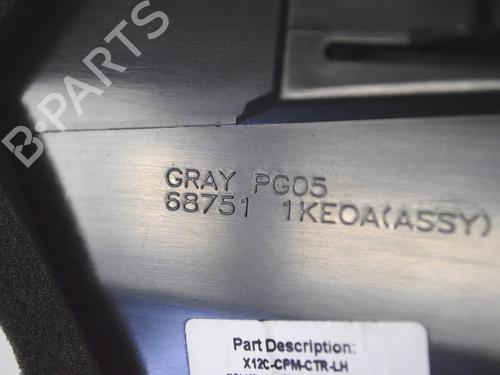 B-PARTS
GRAY PG05
68751 1KE0A(ASSY)
Part Description:
X12C-CPM-CTR-LH